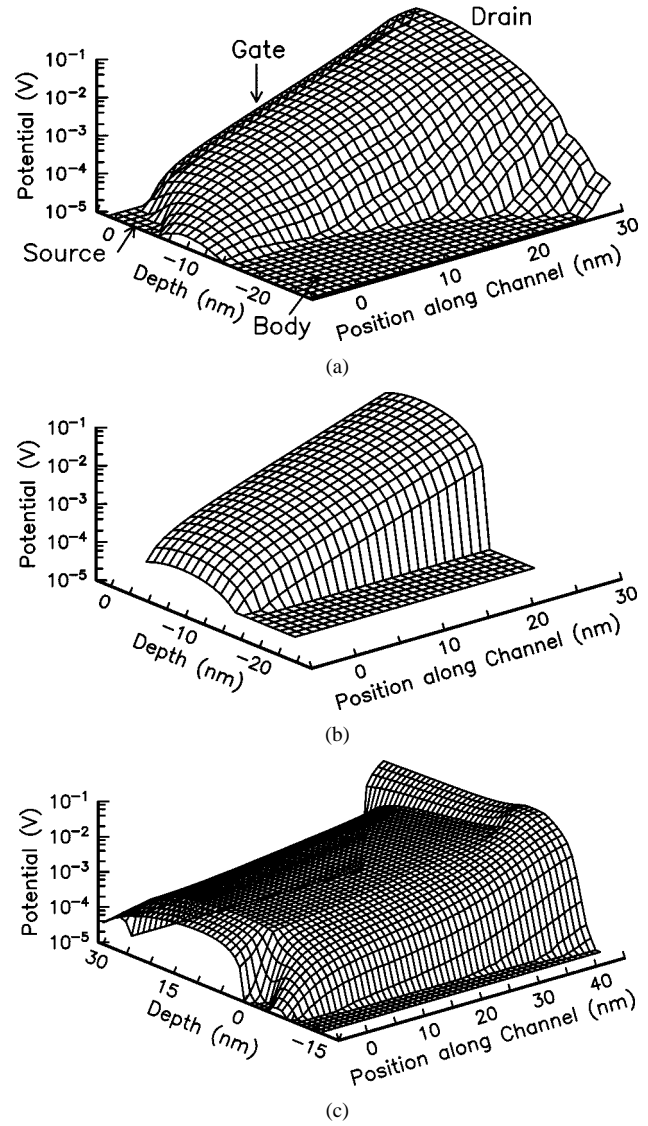 Drain
Gate
Potential (V)
10⁻¹
10⁻²
10⁻³
10⁻⁴
10⁻⁵
0
−10
−20
Depth (nm)
Source
Body
0
10
20
30
Position along Channel (nm)
(a)
Potential (V)
10⁻¹
10⁻²
10⁻³
10⁻⁴
10⁻⁵
0
−10
−20
Depth (nm)
0
10
20
30
Position along Channel (nm)
(b)
Potential (V)
10⁻¹
10⁻²
10⁻³
10⁻⁴
10⁻⁵
30
15
0
−15
Depth (nm)
0
10
20
30
40
Position along Channel (nm)
(c)